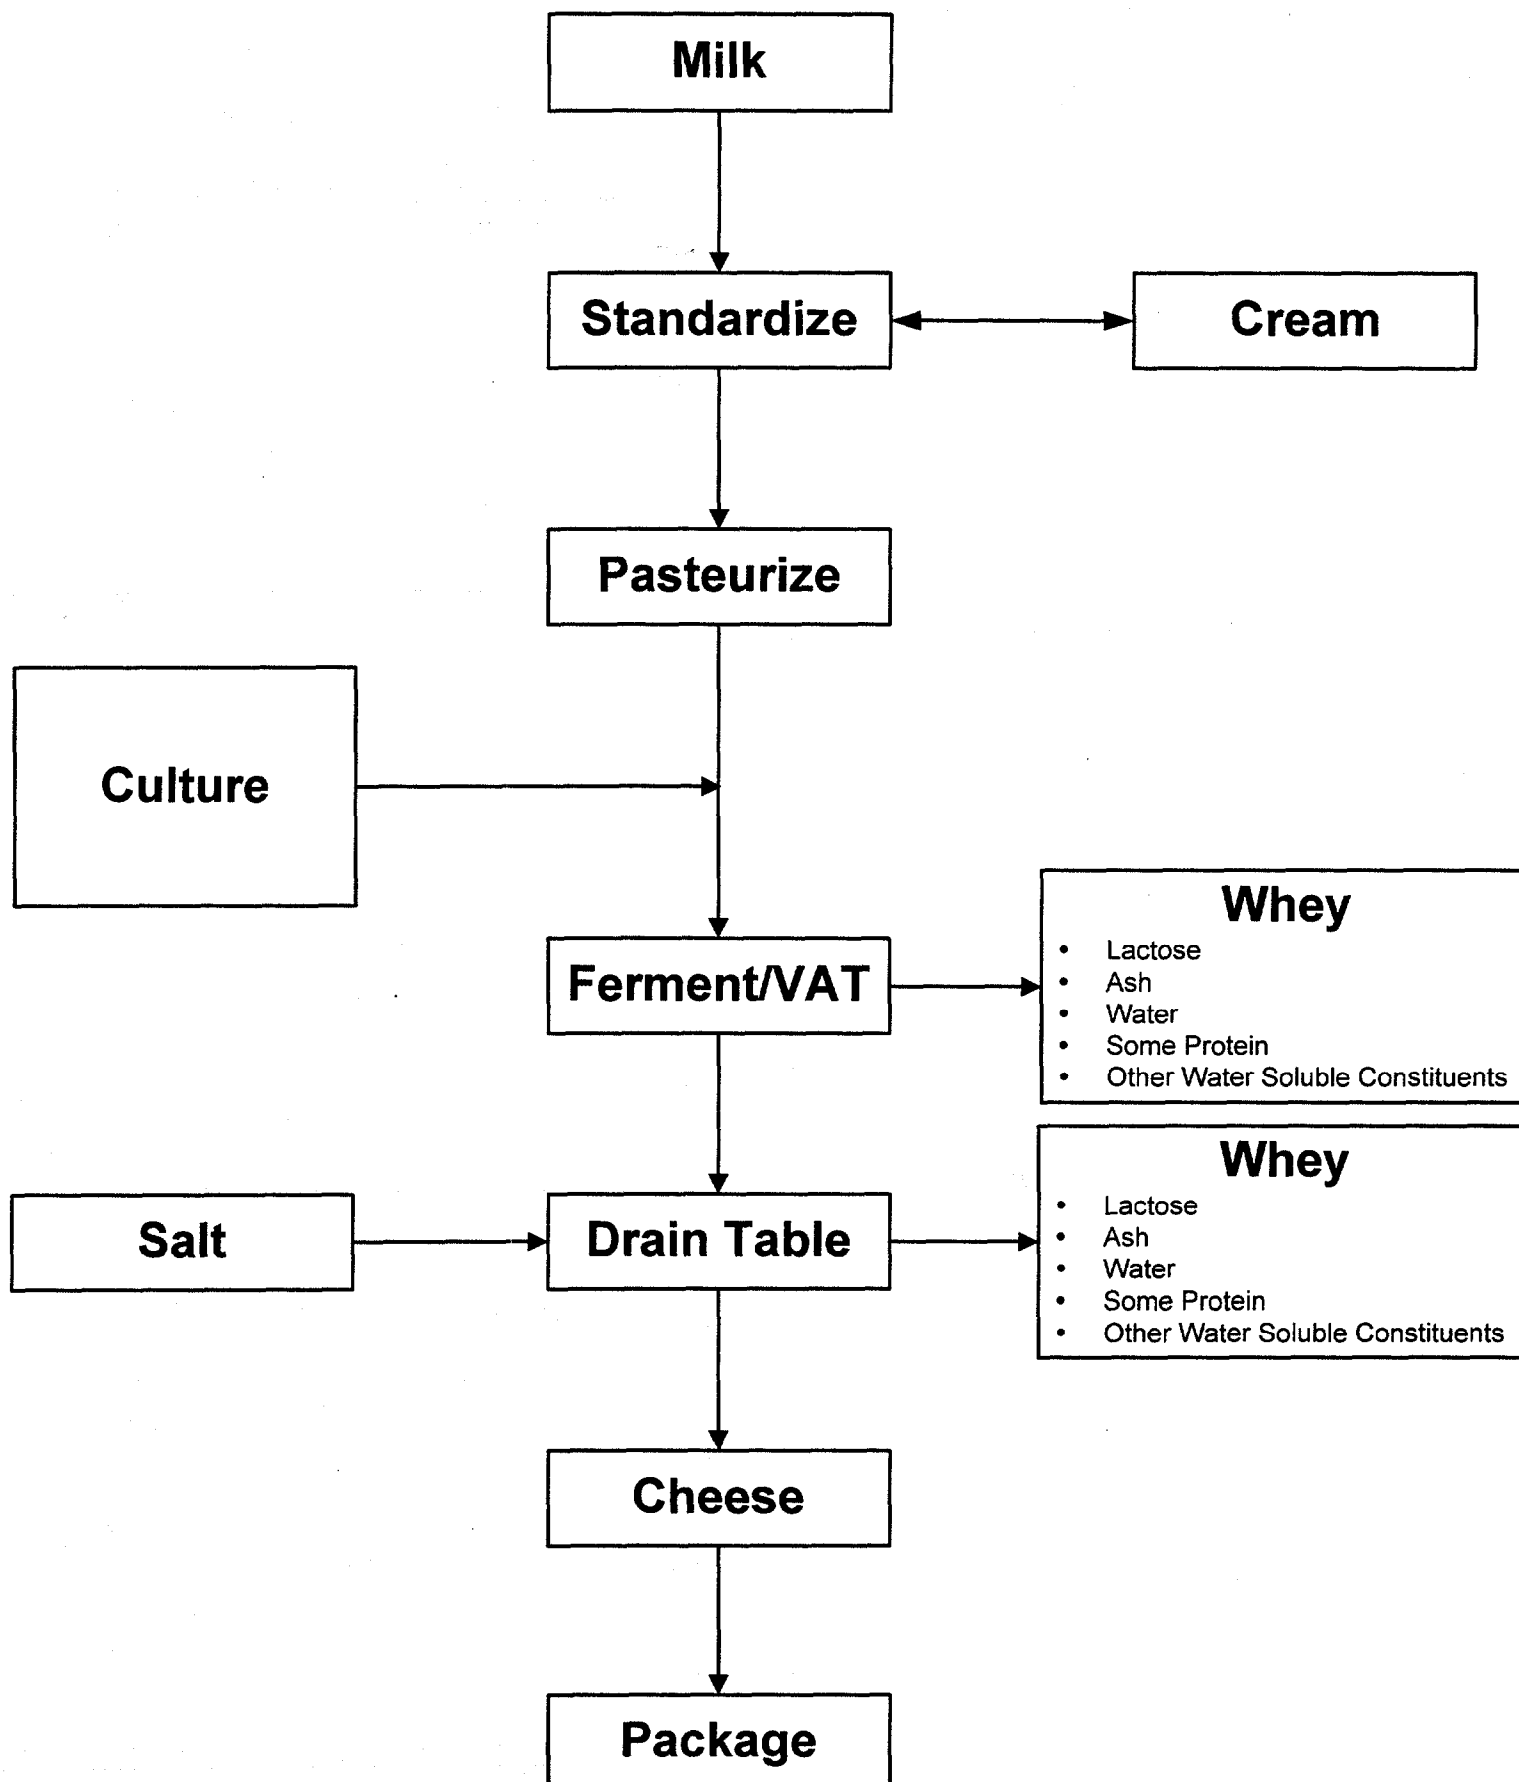 Milk
Standardize
Cream
Pasteurize
Culture
Ferment/VAT
Whey
• Lactose
• Ash
• Water
• Some Protein
• Other Water Soluble Constituents
Salt
Drain Table
Whey
• Lactose
• Ash
• Water
• Some Protein
• Other Water Soluble Constituents
Cheese
Package